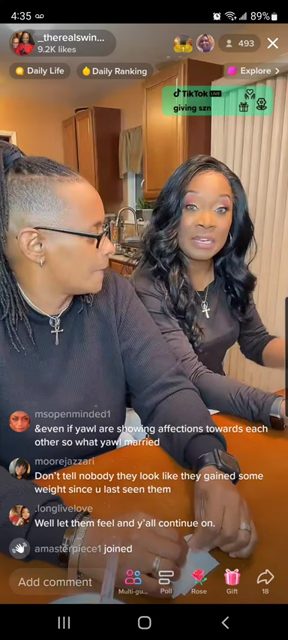 4:35
89%
_therealswin...
9.2K likes
493
Daily Life
Daily Ranking
Explore >
TikTok LIVE
giving szn
msopenminded1
&even if yawl are showing affections towards each
other so what yawl married
moorejazzari
Don't tell nobody they look like they gained some
weight since u last seen them
.longlivelove
Well let them feel and y'all continue on.
amasterpiece1 joined
Add comment
Multi-gu...
Poll
Rose
Gift
18